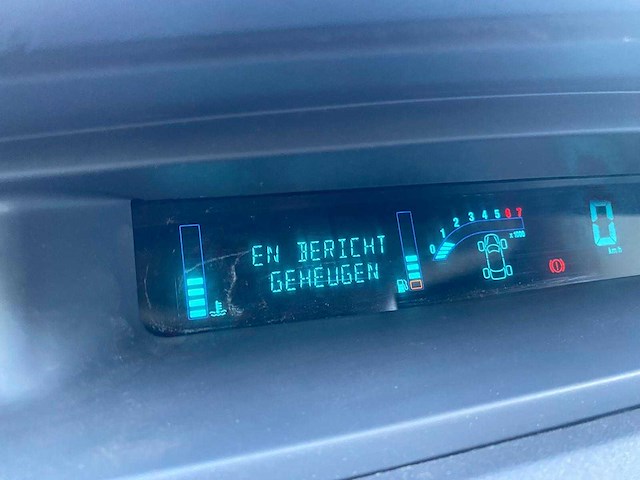 EN BERICHT
GEHEUGEN
0 1 2 3 4 5 6 7
x1000
0
km/h